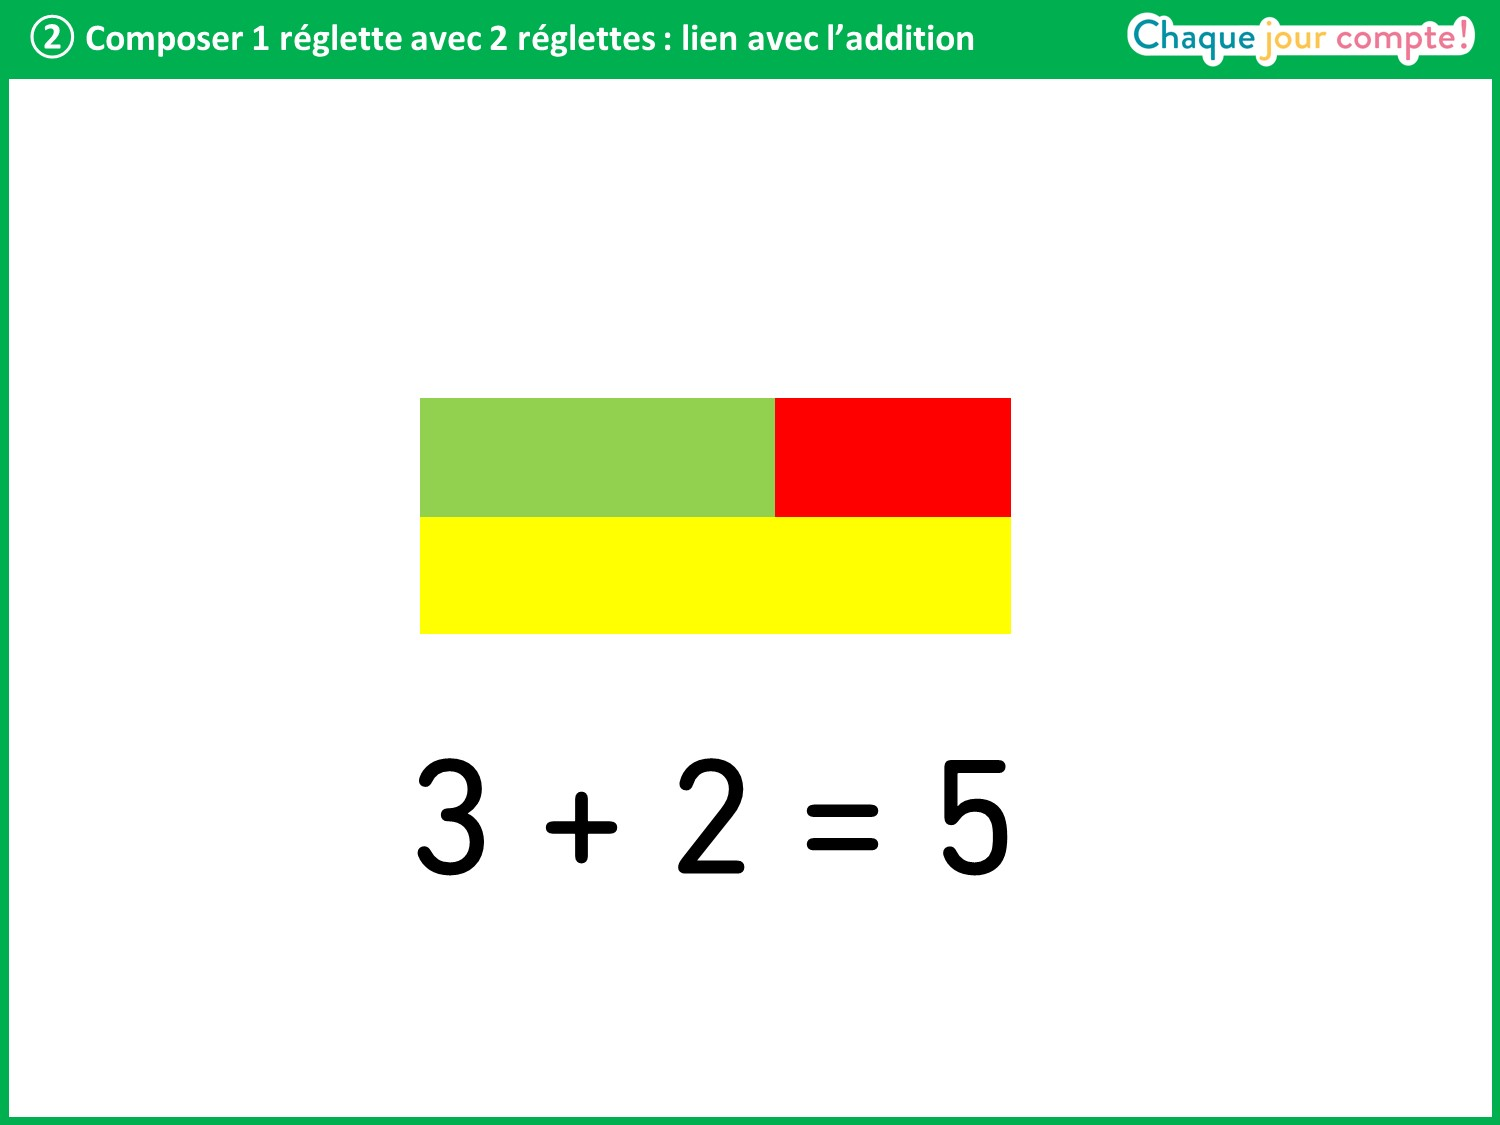 ② Composer 1 réglette avec 2 réglettes : lien avec l’addition
Chaque jour compte!
3 + 2 = 5